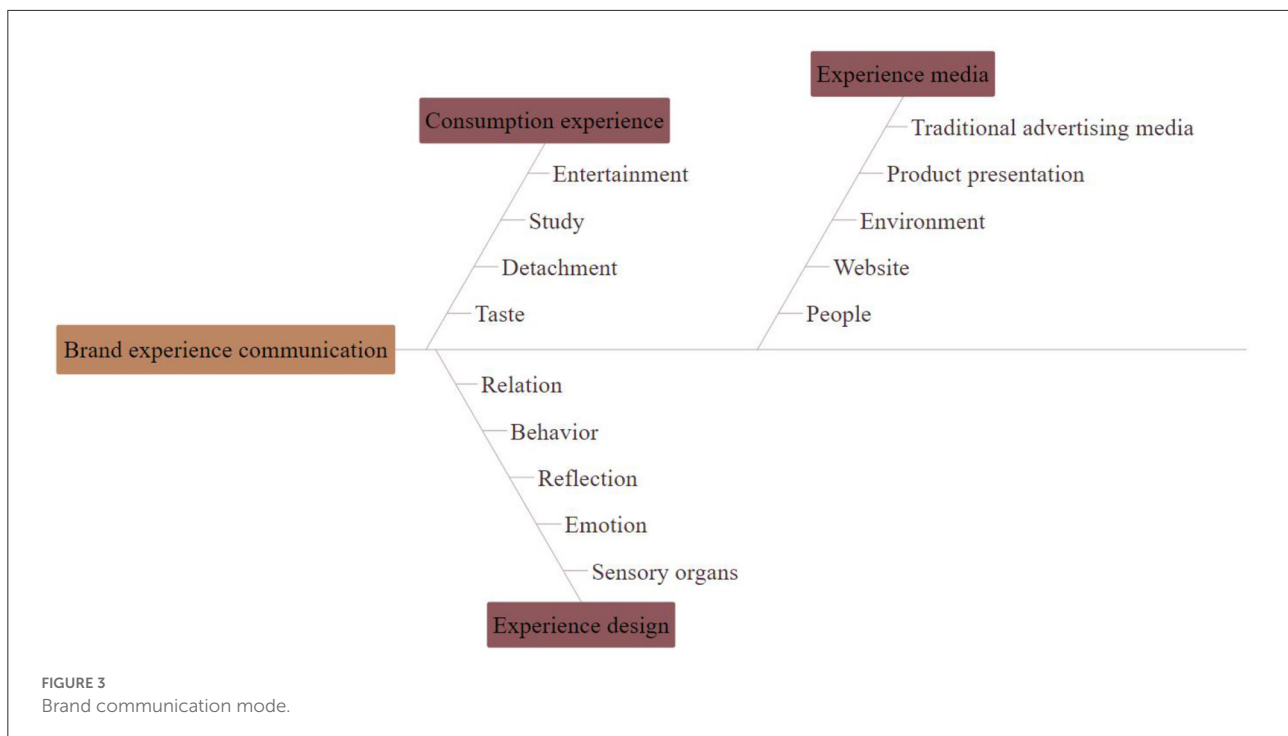 Experience media
Traditional advertising media
Product presentation
Environment
Website
People
Consumption experience
Entertainment
Study
Detachment
Taste
Brand experience communication
Relation
Behavior
Reflection
Emotion
Sensory organs
Experience design
FIGURE 3
Brand communication mode.